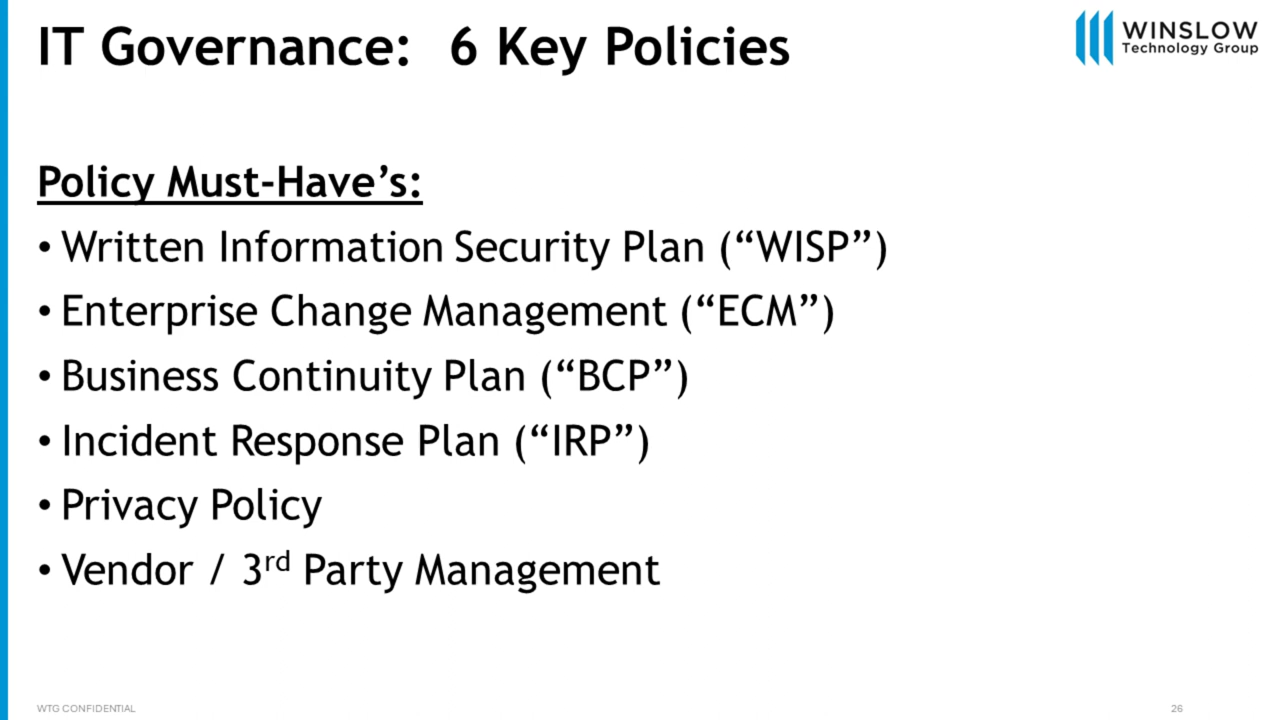 IT Governance:  6 Key Policies
WINSLOW
Technology Group
Policy Must-Have’s:
• Written Information Security Plan (“WISP”)
• Enterprise Change Management (“ECM”)
• Business Continuity Plan (“BCP”)
• Incident Response Plan (“IRP”)
• Privacy Policy
• Vendor / 3rd Party Management
WTG CONFIDENTIAL
26